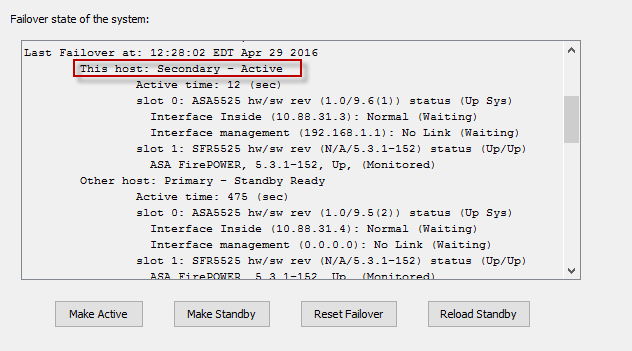 Failover state of the system:
Last Failover at: 12:28:02 EDT Apr 29 2016
This host: Secondary - Active
Active time: 12 (sec)
slot 0: ASA5525 hw/sw rev (1.0/9.6(1)) status (Up Sys)
Interface Inside (10.88.31.3): Normal (Waiting)
Interface management (192.168.1.1): No Link (Waiting)
slot 1: SFR5525 hw/sw rev (N/A/5.3.1-152) status (Up/Up)
ASA FirePOWER, 5.3.1-152, Up, (Monitored)
Other host: Primary - Standby Ready
Active time: 475 (sec)
slot 0: ASA5525 hw/sw rev (1.0/9.5(2)) status (Up Sys)
Interface Inside (10.88.31.4): Normal (Waiting)
Interface management (0.0.0.0): No Link (Waiting)
slot 1: SFR5525 hw/sw rev (N/A/5.3.1-152) status (Up/Up)
ASA FirePOWER, 5.3.1-152, Up, (Monitored)
Make Active
Make Standby
Reset Failover
Reload Standby